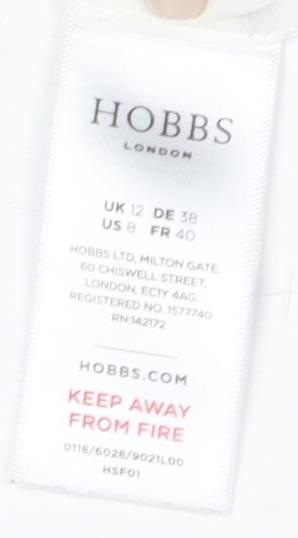 HOBBS
LONDON
UK 12 DE 38
US 8 FR 40
HOBBS LTD, MILTON GATE,
60 CHISWELL STREET,
LONDON, EC1Y 4AG.
REGISTERED NO. 1577740
RN:142172
HOBBS.COM
KEEP AWAY
FROM FIRE
0118/6028/9021L00
HSF01